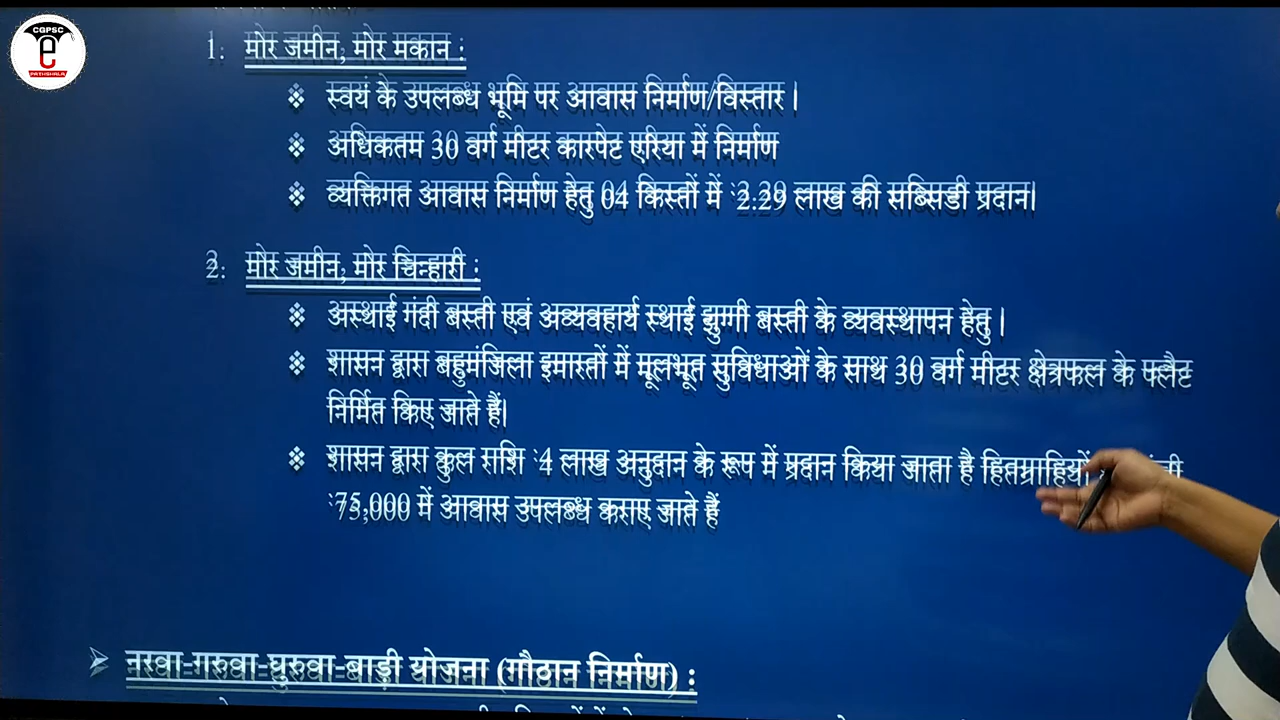 CGPSC
e
PATHSHALA
1. मोर जमीन, मोर मकान :
❖ स्वयं के उपलब्ध भूमि पर आवास निर्माण/विस्तार ।
❖ अधिकतम 30 वर्ग मीटर कारपेट एरिया में निर्माण
❖ व्यक्तिगत आवास निर्माण हेतु 04 किस्तों में 2.29 लाख की सब्सिडी प्रदान।
2. मोर जमीन, मोर चिन्हारी :
❖ अस्थाई गंदी बस्ती एवं अव्यवहार्य स्थाई झुग्गी बस्ती के व्यवस्थापन हेतु ।
❖ शासन द्वारा बहुमंजिला इमारतों में मूलभूत सुविधाओं के साथ 30 वर्ग मीटर क्षेत्रफल के फ्लैट
निर्मित किए जाते हैं।
❖ शासन द्वारा कुल राशि 4 लाख अनुदान के रूप में प्रदान किया जाता है हितग्राहियों
75,000 में आवास उपलब्ध कराए जाते हैं
➢ नरवा-गरुवा-घुरुवा-बाड़ी योजना (गौठान निर्माण) :